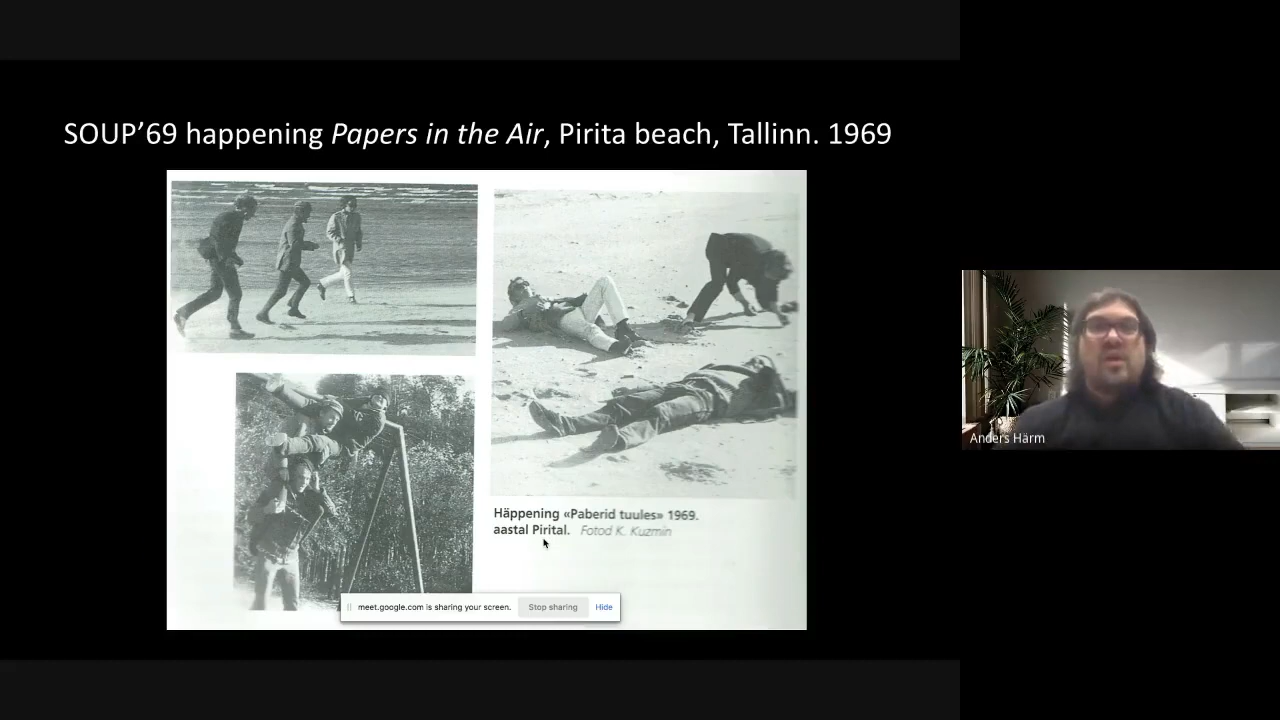 SOUP’69 happening Papers in the Air, Pirita beach, Tallinn. 1969
Häppening «Paberid tuules» 1969.
aastal Pirital. Fotod K. Kuzmin
meet.google.com is sharing your screen. Stop sharing Hide
Anders Härm